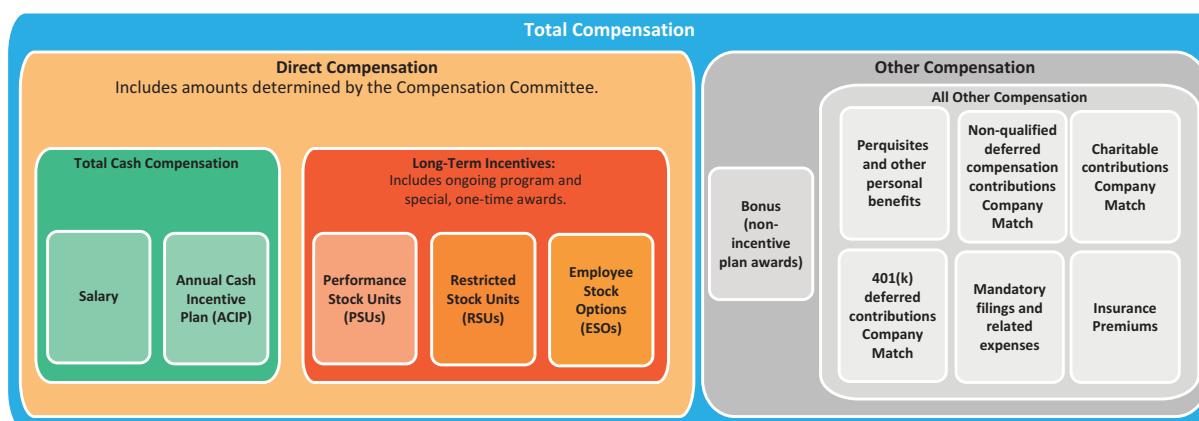 Total Compensation
Direct Compensation
Includes amounts determined by the Compensation Committee.
Total Cash Compensation
Salary
Annual Cash
Incentive
Plan (ACIP)
Long-Term Incentives:
Includes ongoing program and
special, one-time awards.
Performance
Stock Units
(PSUs)
Restricted
Stock Units
(RSUs)
Employee
Stock
Options
(ESOs)
Other Compensation
Bonus
(non-
incentive
plan awards)
All Other Compensation
Perquisites
and other
personal
benefits
Non-qualified
deferred
compensation
contributions
Company
Match
Charitable
contributions
Company
Match
401(k)
deferred
contributions
Company
Match
Mandatory
filings and
related
expenses
Insurance
Premiums